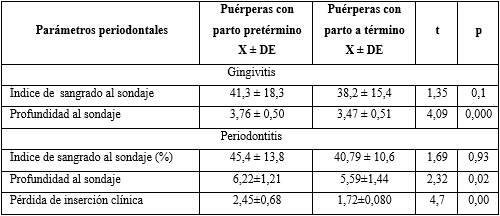 Parámetros periodontales | Puérperas con parto pretérmino X ± DE | Puérperas con parto a término X ± DE | t | p
Gingivitis
Indice de sangrado al sondaje | 41,3 ± 18,3 | 38,2 ± 15,4 | 1,35 | 0,1
Profundidad al sondaje | 3,76 ± 0,50 | 3,47 ± 0,51 | 4,09 | 0,000
Periodontitis
Indice de sangrado al sondaje (%) | 45,4 ± 13,8 | 40,79 ± 10,6 | 1,69 | 0,93
Profundidad al sondaje | 6,22±1,21 | 5,59±1,44 | 2,32 | 0,02
Pérdida de inserción clínica | 2,45±0,68 | 1,72±0,080 | 4,7 | 0,00